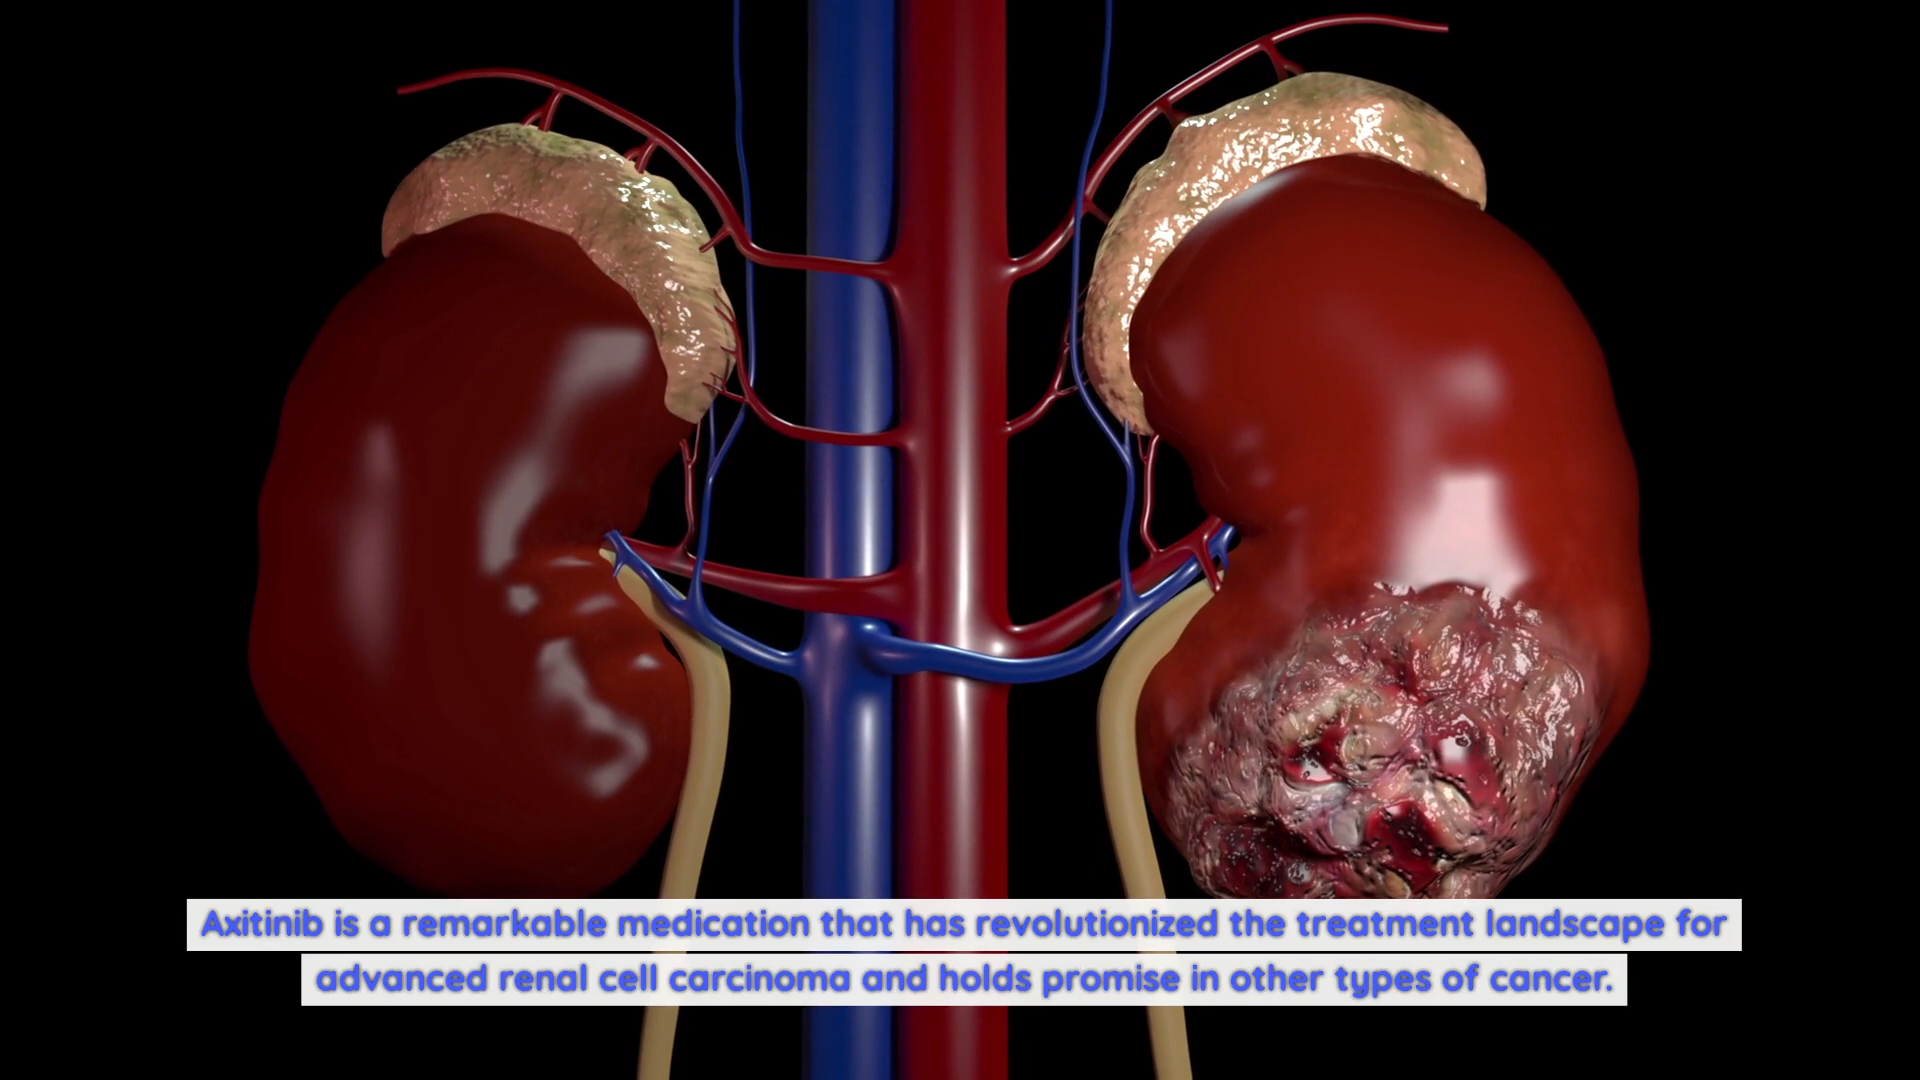 Axitinib is a remarkable medication that has revolutionized the treatment landscape for
advanced renal cell carcinoma and holds promise in other types of cancer.